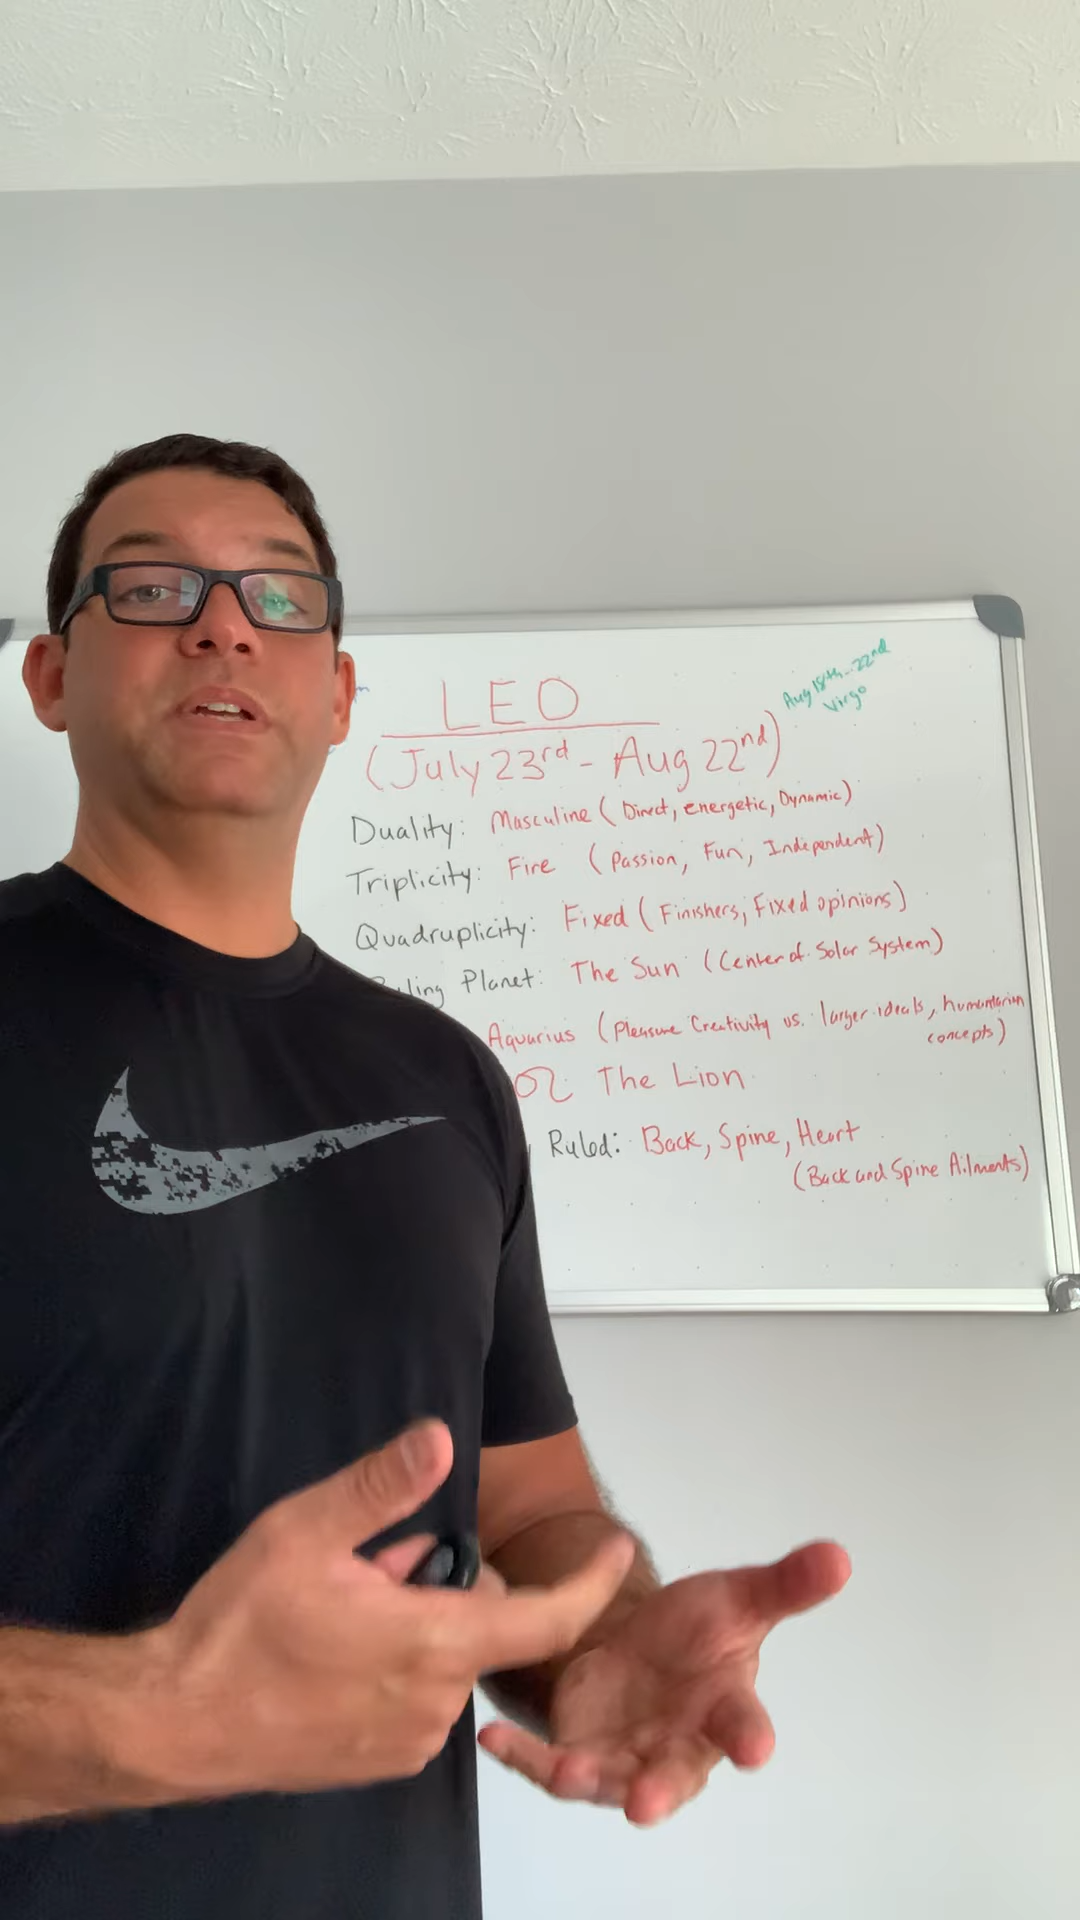 LEO
Aug 18th - 22nd
Virgo
(July 23rd - Aug 22nd)
Duality: Masculine (Direct, energetic, Dynamic)
Triplicity: Fire (Passion, Fun, Independent)
Quadruplicity: Fixed (Finishers, Fixed opinions)
Planet: The Sun (Center of Solar System)
Aquarius (Pleasure Creativity vs. larger ideals, humanitarian
concepts)
♌ The Lion
Ruled: Back, Spine, Heart
(Back and Spine Ailments)